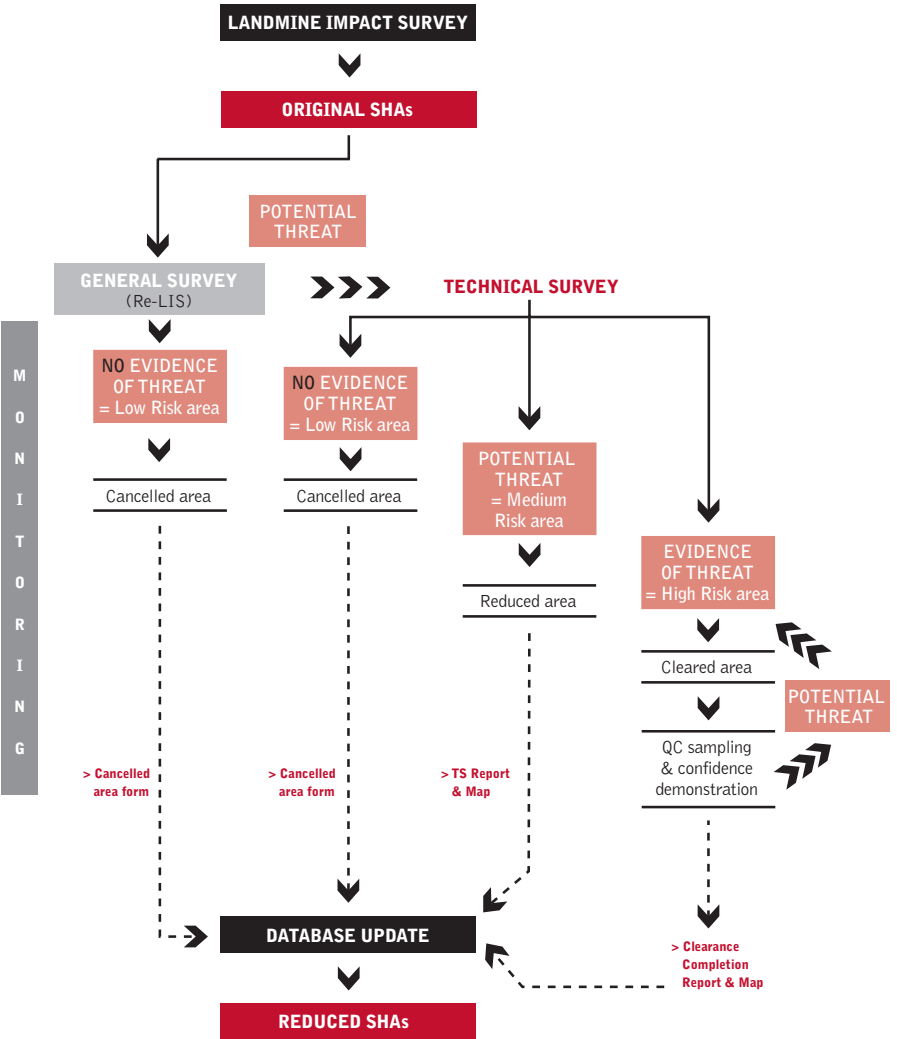 LANDMINE IMPACT SURVEY
ORIGINAL SHAs
POTENTIAL
THREAT
GENERAL SURVEY
(Re-LIS)
TECHNICAL SURVEY
M
O
N
I
T
O
R
I
N
G
NO EVIDENCE
OF THREAT
= Low Risk area
Cancelled area
NO EVIDENCE
OF THREAT
= Low Risk area
Cancelled area
POTENTIAL
THREAT
= Medium
Risk area
Reduced area
EVIDENCE
OF THREAT
= High Risk area
Cleared area
POTENTIAL
THREAT
QC sampling
& confidence
demonstration
> Cancelled
area form
> Cancelled
area form
> TS Report
& Map
> Clearance
Completion
Report & Map
DATABASE UPDATE
REDUCED SHAs